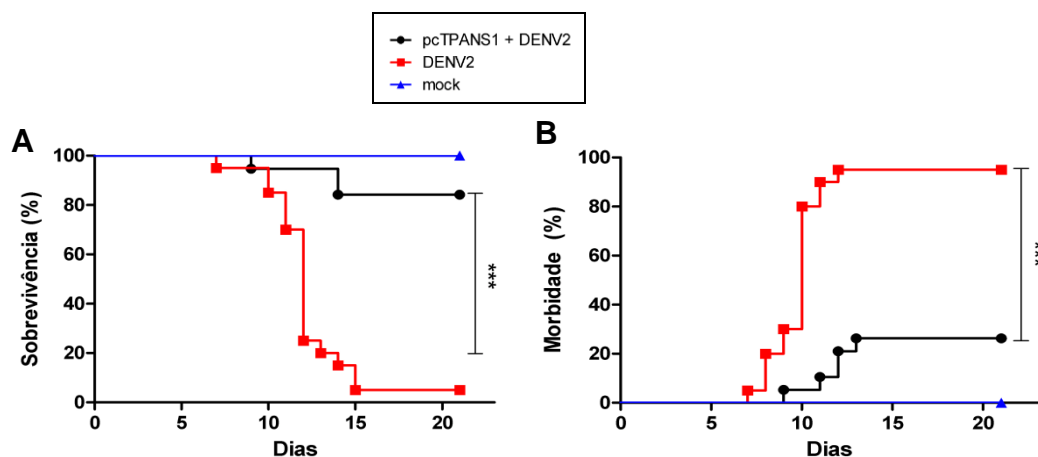 pcTPANS1 + DENV2
DENV2
mock
A
Sobrevivência (%)
100
80
60
40
20
0
0 5 10 15 20
Dias
***
B
Morbidade (%)
100
80
60
40
20
0
0 5 10 15 20
Dias
***